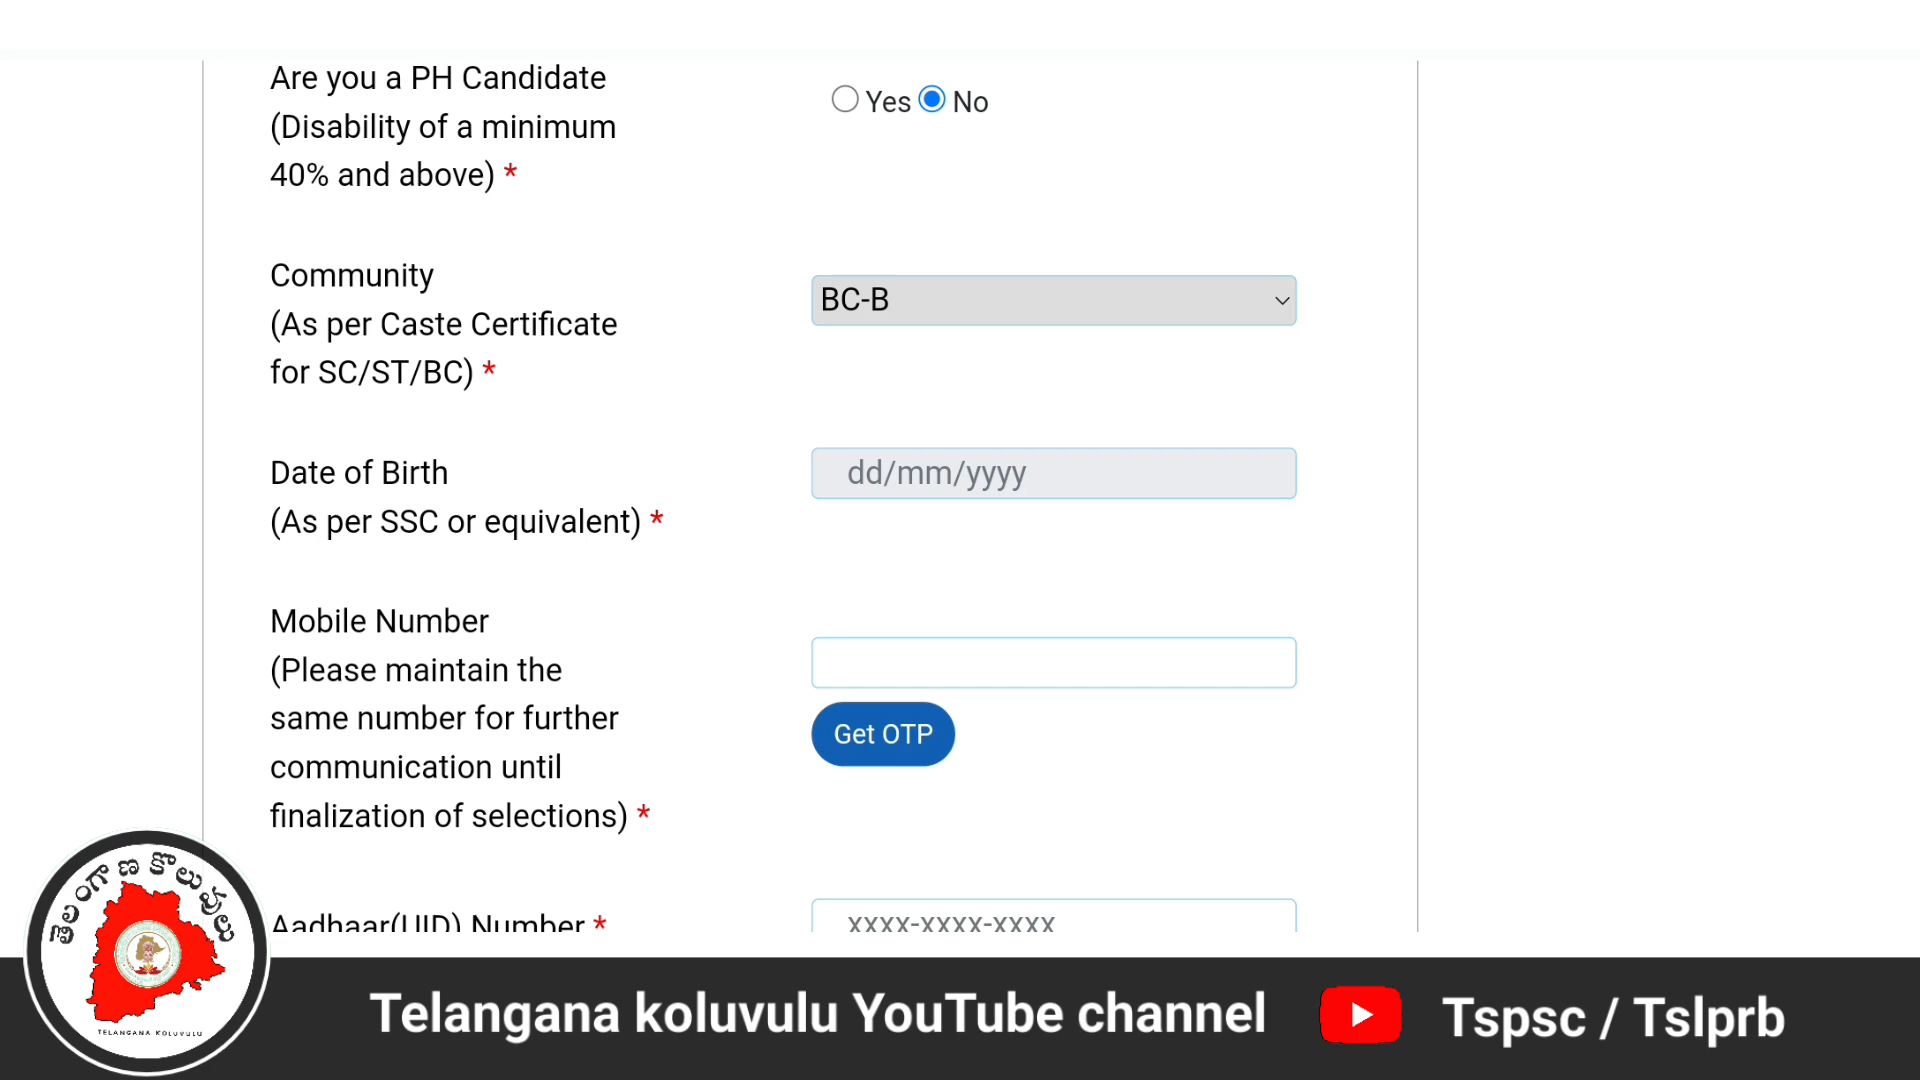 Are you a PH Candidate
(Disability of a minimum
40% and above) *
Yes No
Community
(As per Caste Certificate
for SC/ST/BC) *
BC-B
Date of Birth
(As per SSC or equivalent) *
dd/mm/yyyy
Mobile Number
(Please maintain the
same number for further
communication until
finalization of selections) *
Get OTP
Aadhaar(UID) Number *
xxxx-xxxx-xxxx
తెలంగాణ కొలువులు
TELANGANA KOLUVULU
Telangana koluvulu YouTube channel
Tspsc / Tslprb